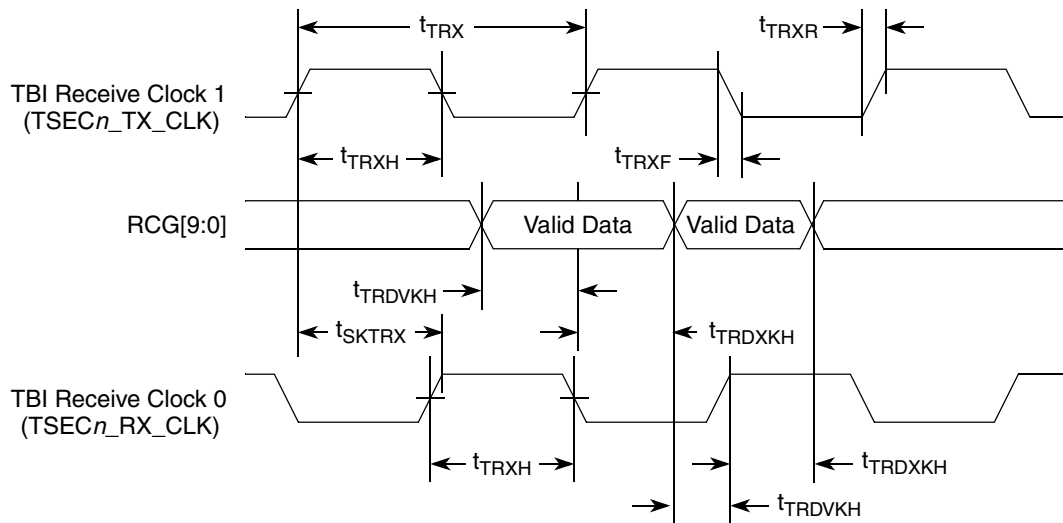 tTRX
tTRXR
TBI Receive Clock 1
(TSECn_TX_CLK)
tTRXH
tTRXF
RCG[9:0]
Valid Data
Valid Data
tTRDVKH
tSKTRX
tTRDXKH
TBI Receive Clock 0
(TSECn_RX_CLK)
tTRXH
tTRDXKH
tTRDVKH